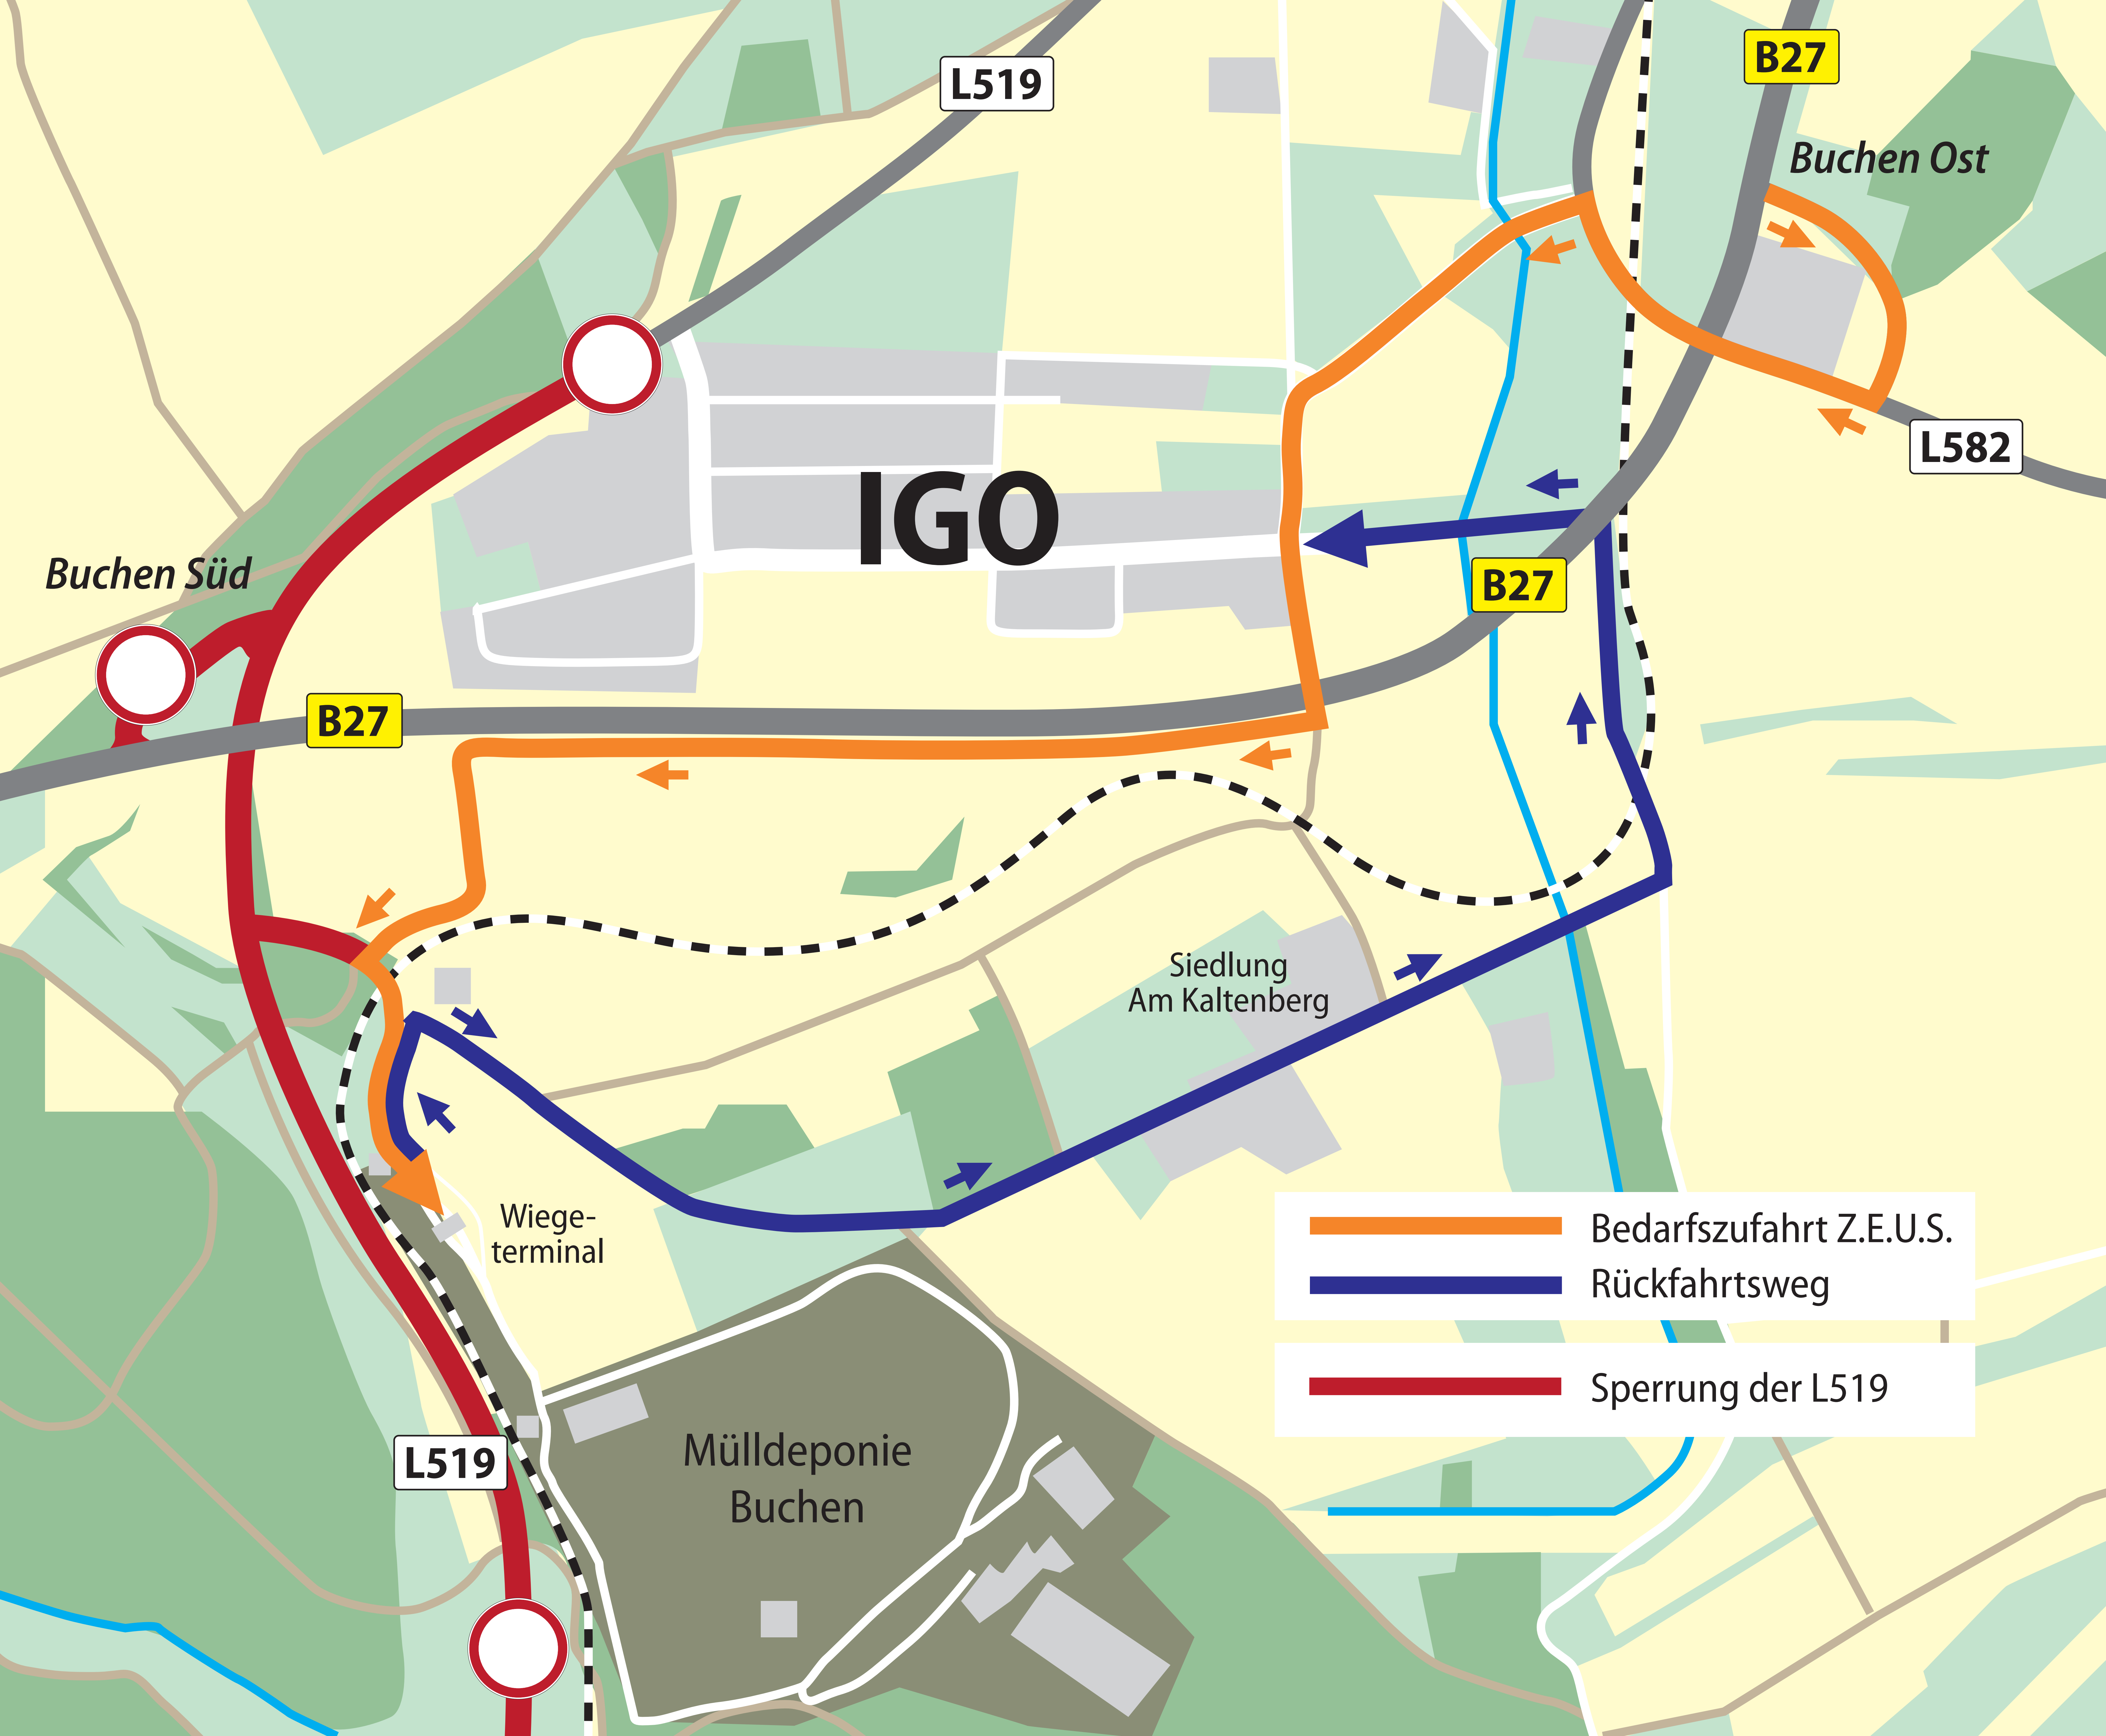 B27
L519
Buchen Ost
L582
IGO
Buchen Süd
B27
B27
Siedlung
Am Kaltenberg
Wiege-
terminal
Bedarfszufahrt Z.E.U.S.
Rückfahrtsweg
Sperrung der L519
L519
Mülldeponie
Buchen